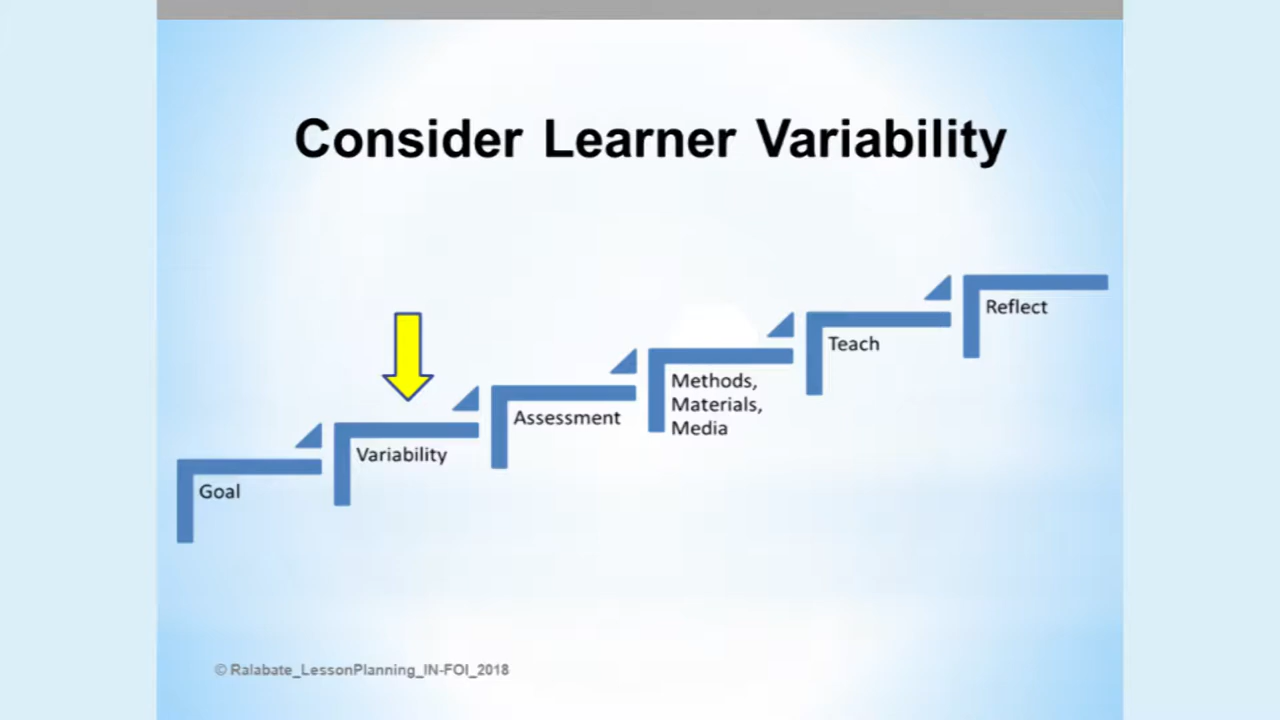 Consider Learner Variability
Goal
Variability
Assessment
Methods,
Materials,
Media
Teach
Reflect
© Ralabate_LessonPlanning_IN-FOI_2018